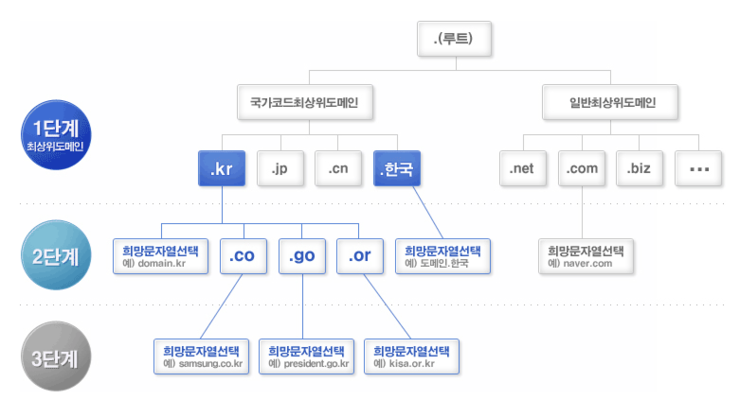 .(루트)
국가코드최상위도메인
일반최상위도메인
1단계
최상위도메인
.kr
.jp
.cn
.한국
.net
.com
.biz
...
2단계
희망문자열선택
예) domain.kr
.co
.go
.or
희망문자열선택
예) 도메인.한국
희망문자열선택
예) naver.com
3단계
희망문자열선택
예) samsung.co.kr
희망문자열선택
예) president.go.kr
희망문자열선택
예) kisa.or.kr